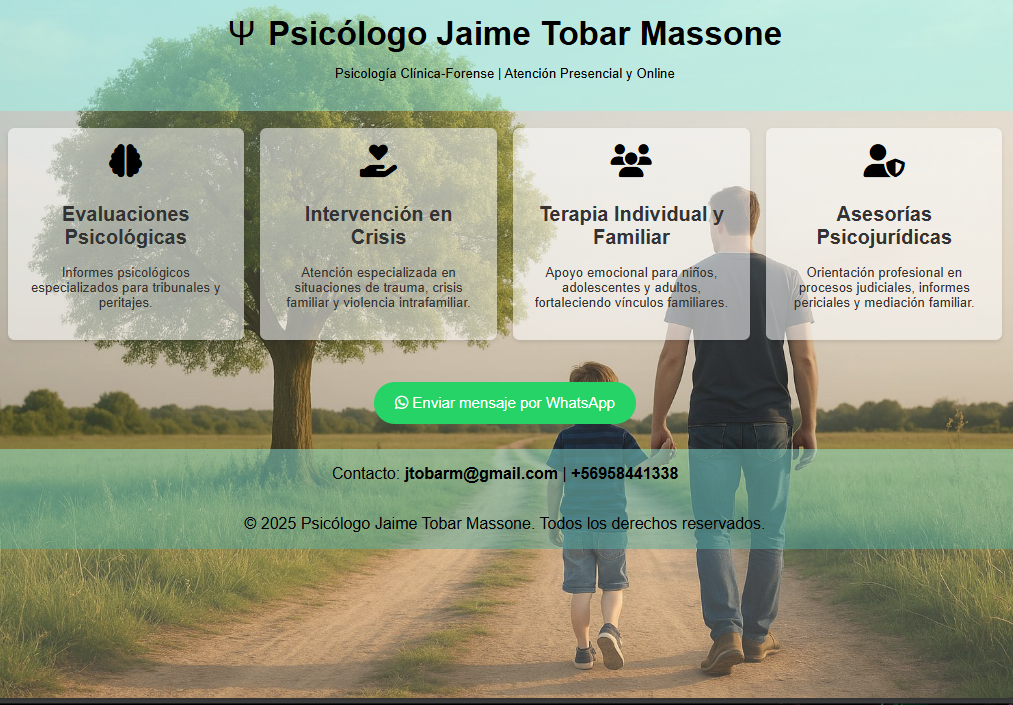 Ψ Psicólogo Jaime Tobar Massone
Psicología Clínica-Forense | Atención Presencial y Online
Evaluaciones
Psicológicas
Informes psicológicos
especializados para tribunales y
peritajes.
Intervención en
Crisis
Atención especializada en
situaciones de trauma, crisis
familiar y violencia intrafamiliar.
Terapia Individual y
Familiar
Apoyo emocional para niños,
adolescentes y adultos,
fortaleciendo vínculos familiares.
Asesorías
Psicojurídicas
Orientación profesional en
procesos judiciales, informes
periciales y mediación familiar.
Enviar mensaje por WhatsApp
Contacto: jtobarm@gmail.com | +56958441338
© 2025 Psicólogo Jaime Tobar Massone. Todos los derechos reservados.